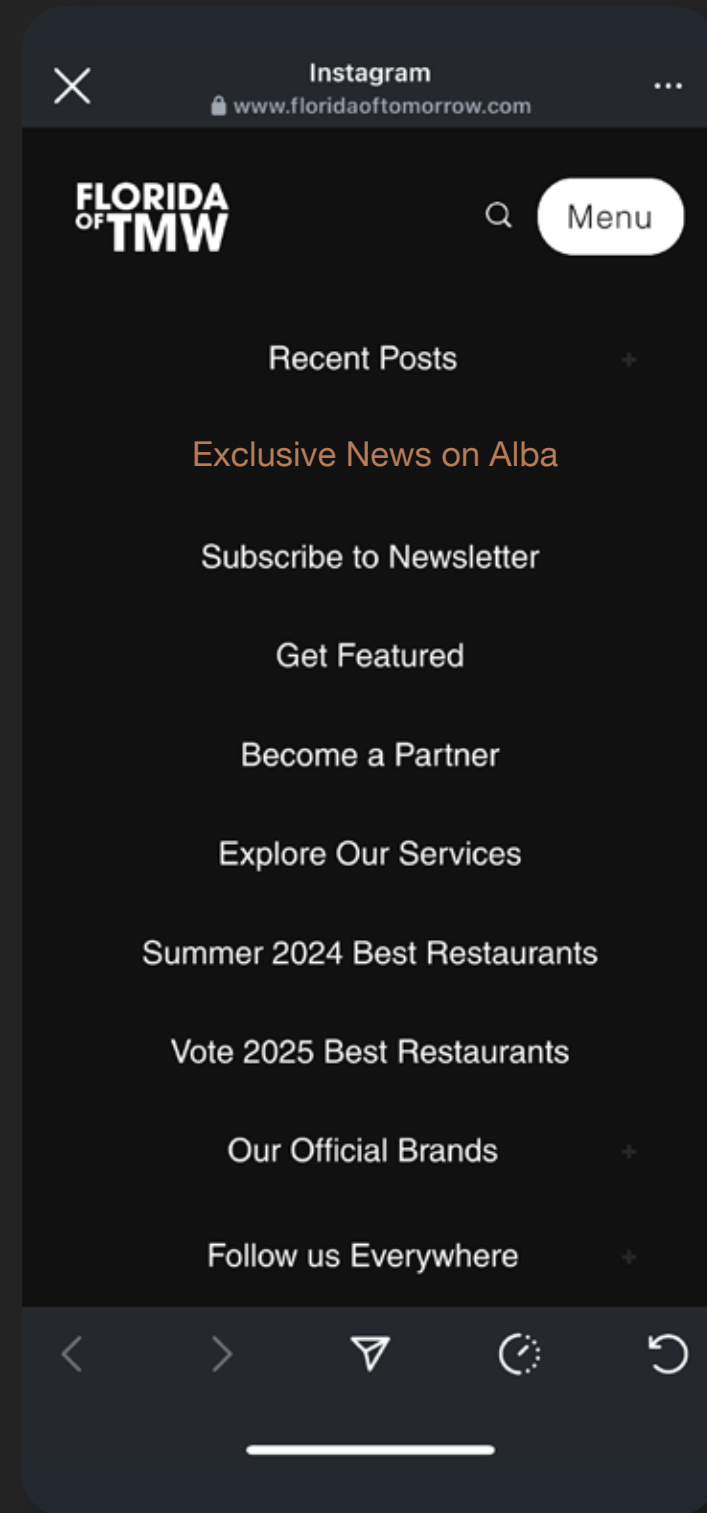 Instagram
www.floridaoftomorrow.com
FLORIDA
OF TMW
Menu
Recent Posts
Exclusive News on Alba
Subscribe to Newsletter
Get Featured
Become a Partner
Explore Our Services
Summer 2024 Best Restaurants
Vote 2025 Best Restaurants
Our Official Brands
Follow us Everywhere